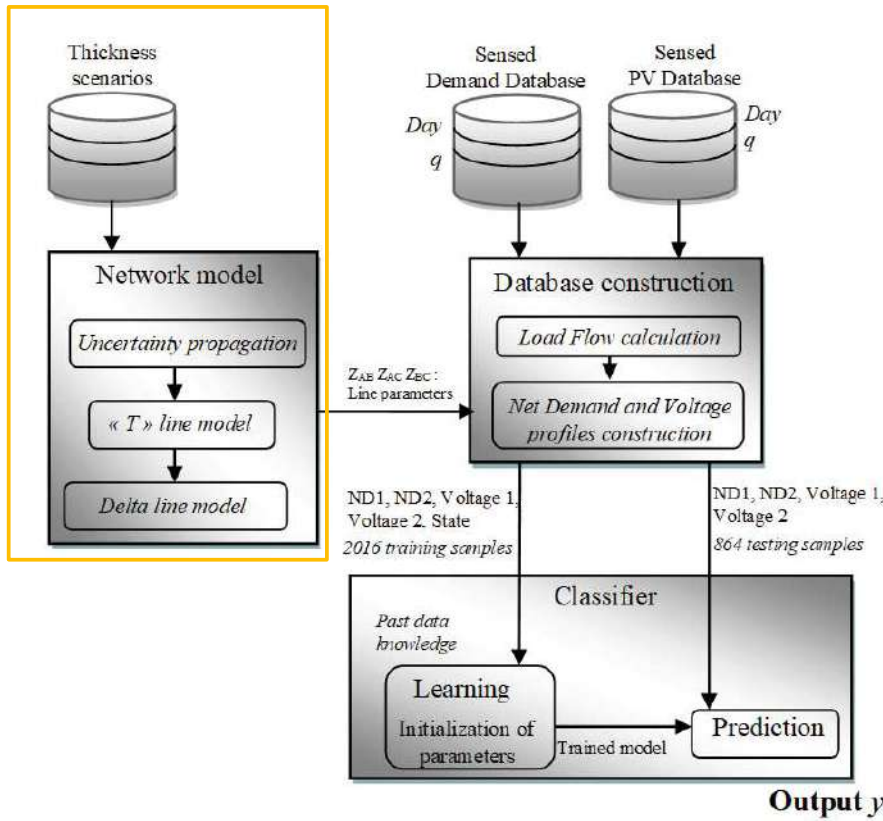 Thickness
scenarios
Sensed
Demand Database
Sensed
PV Database
Day
q
Day
q
Network model
Uncertainty propagation
« T » line model
Delta line model
Z_AB Z_AC Z_BC :
Line parameters
Database construction
Load Flow calculation
Net Demand and Voltage
profiles construction
ND1, ND2, Voltage 1,
Voltage 2, State
2016 training samples
ND1, ND2, Voltage 1,
Voltage 2
864 testing samples
Classifier
Past data
knowledge
Learning
Initialization of
parameters
Trained model
Prediction
Output y